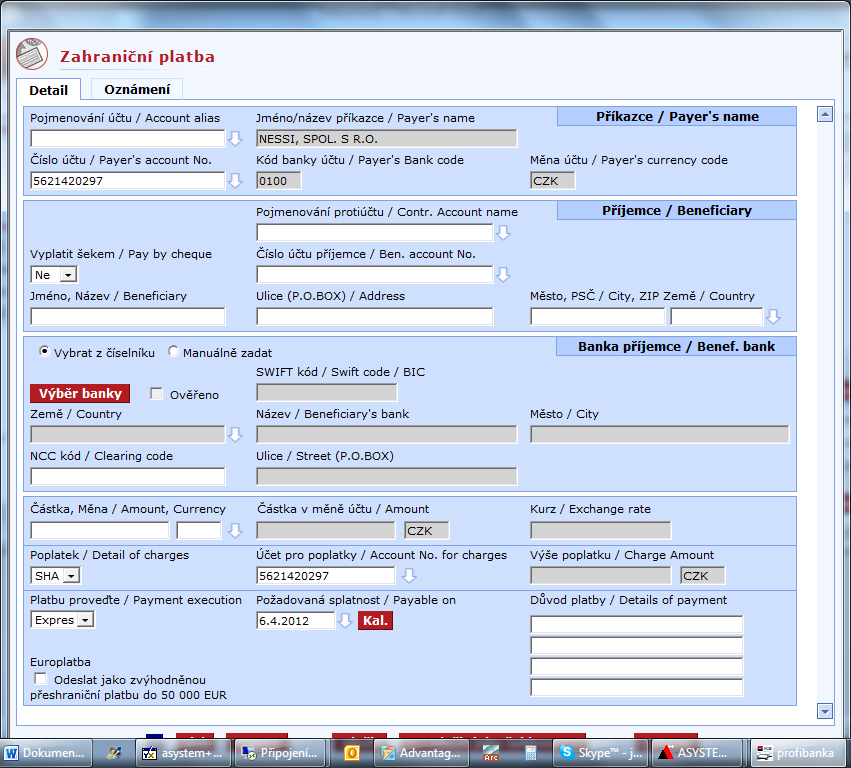 Zahraniční platba
Detail Oznámení
Pojmenování účtu / Account alias Jméno/název příkazce / Payer's name Příkazce / Payer's name
NESSI, SPOL. S R.O.
Číslo účtu / Payer's account No. Kód banky účtu / Payer's Bank code Měna účtu / Payer's currency code
5621420297 0100 CZK
Pojmenování protiúčtu / Contr. Account name Příjemce / Beneficiary
Vyplatit šekem / Pay by cheque Číslo účtu příjemce / Ben. account No.
Ne
Jméno, Název / Beneficiary Ulice (P.O.BOX) / Address Město, PSČ / City, ZIP Země / Country
Vybrat z číselníku Manuálně zadat Banka příjemce / Benef. bank
SWIFT kód / Swift code / BIC
Výběr banky Ověřeno
Země / Country Název / Beneficiary's bank Město / City
NCC kód / Clearing code Ulice / Street (P.O.BOX)
Částka, Měna / Amount, Currency Částka v měně účtu / Amount Kurz / Exchange rate
CZK
Poplatek / Detail of charges Účet pro poplatky / Account No. for charges Výše poplatku / Charge Amount
SHA 5621420297 CZK
Platbu proveďte / Payment execution Požadovaná splatnost / Payable on Důvod platby / Details of payment
Expres 6.4.2012 Kal.
Europlatba
Odeslat jako zvýhodněnou
přeshraniční platbu do 50 000 EUR
Dokumen... asystem+... Připojení... Advantag... Arc Skype™ - j... ASYSTE... profibanka